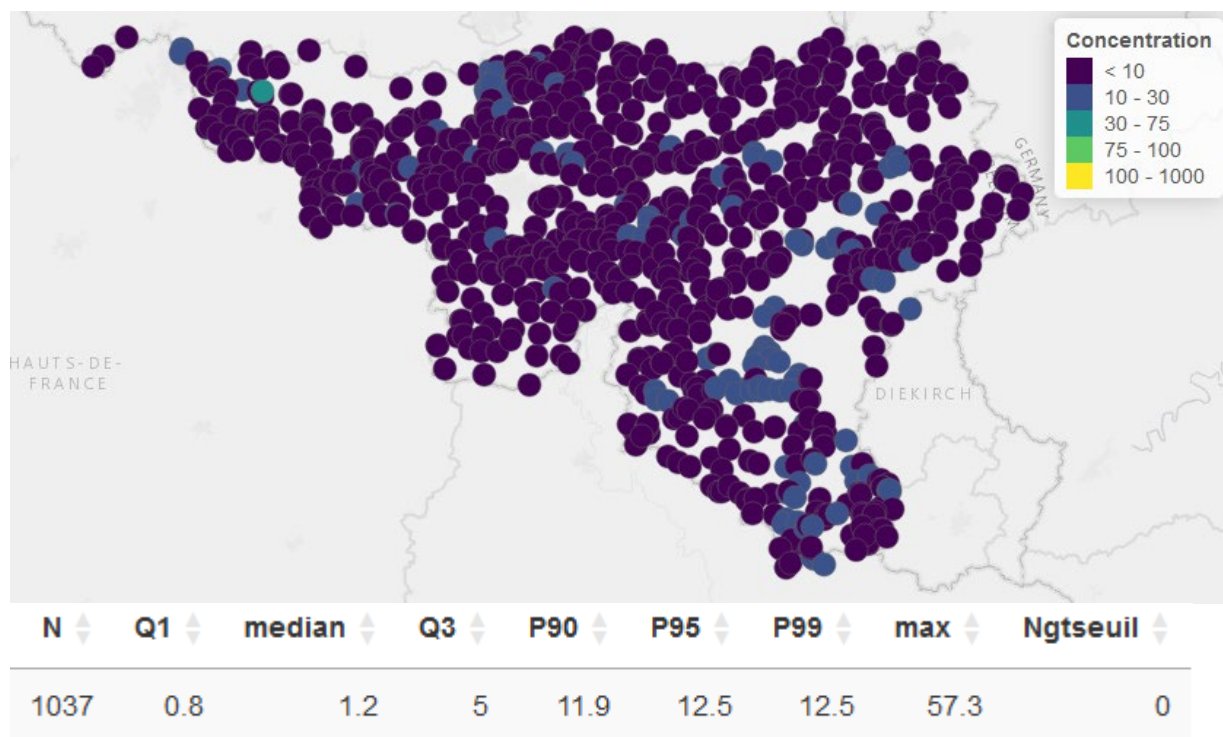 Concentration
< 10
10 - 30
30 - 75
75 - 100
100 - 1000
GERMANY
HAUTS-DE-
FRANCE
DIEKIRCH
N Q1 median Q3 P90 P95 P99 max Ngtseuil
1037 0.8 1.2 5 11.9 12.5 12.5 57.3 0